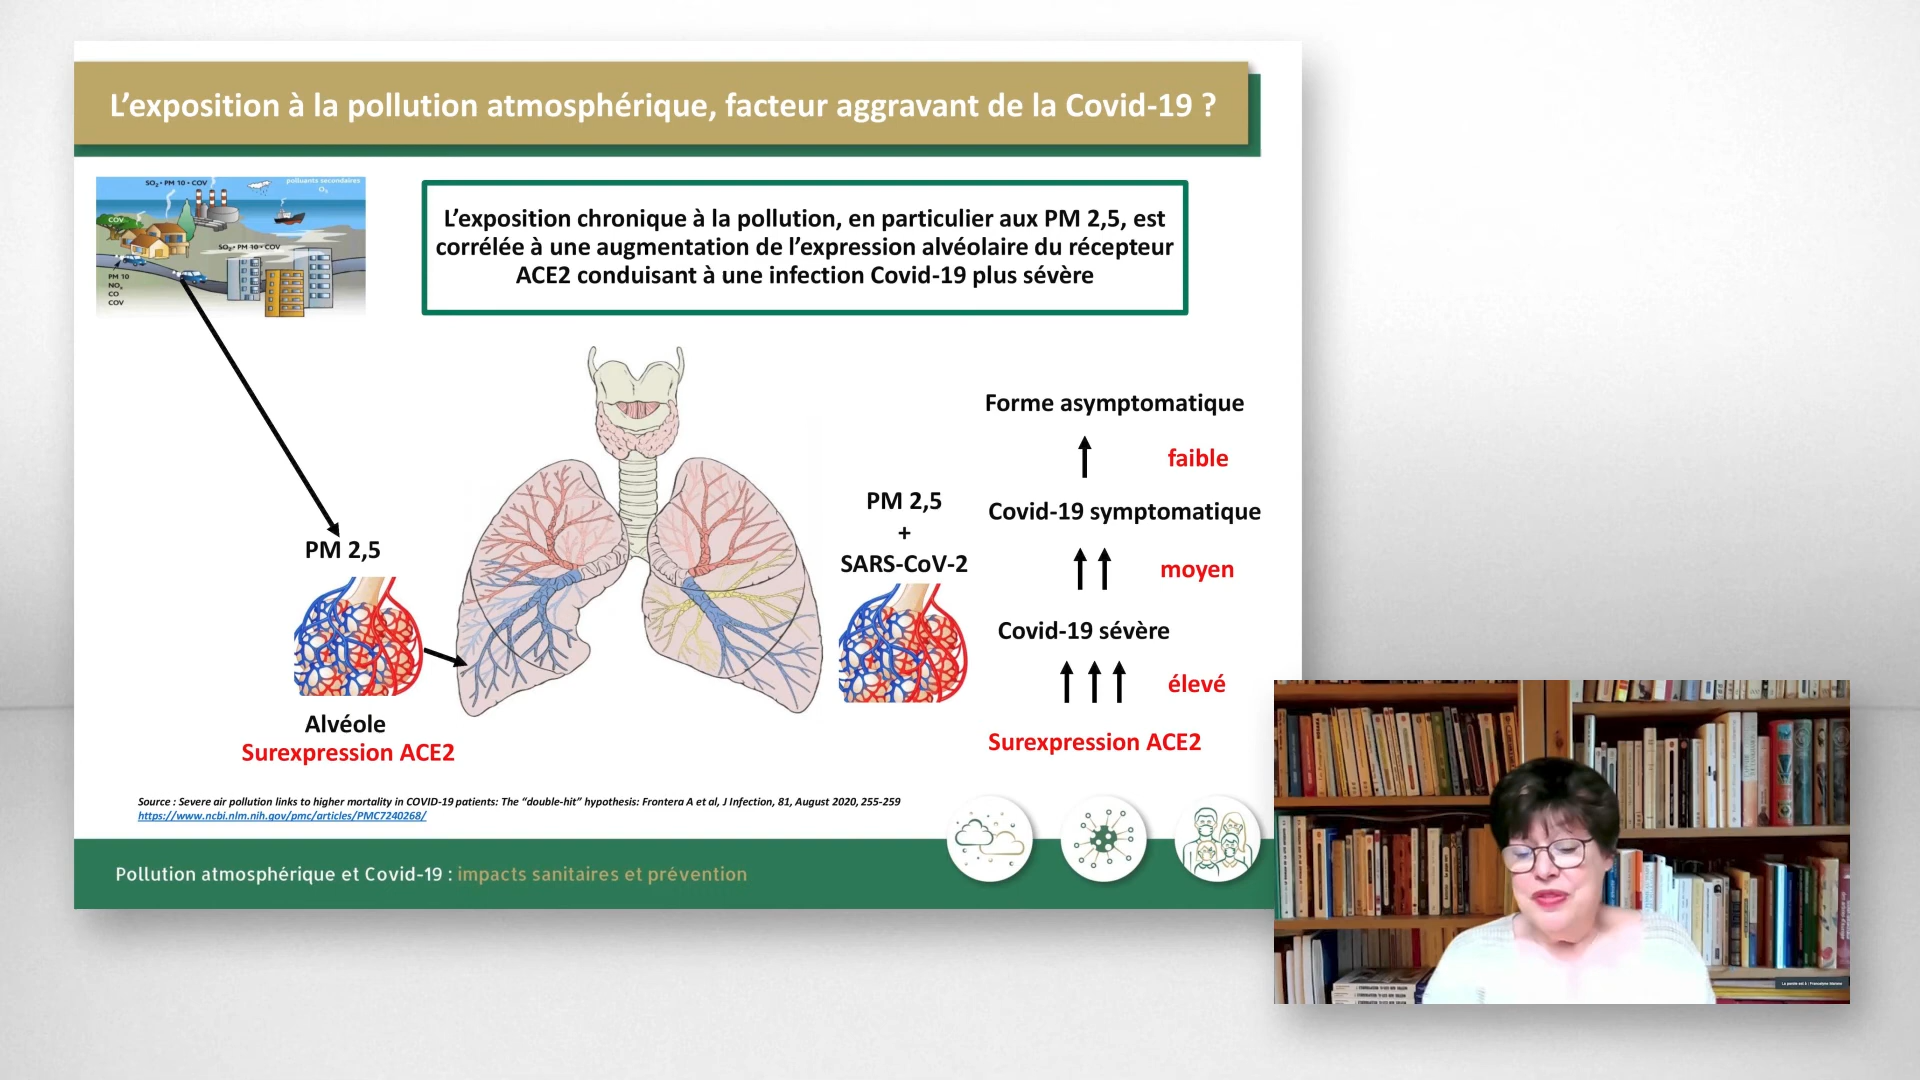 L'exposition à la pollution atmosphérique, facteur aggravant de la Covid-19 ?
SO₂ • PM 10 • COV
polluants secondaires
O₃
COV
SO₂ • PM 10 • COV
PM 10
NOₓ
CO
COV
L'exposition chronique à la pollution, en particulier aux PM 2,5, est
corrélée à une augmentation de l'expression alvéolaire du récepteur
ACE2 conduisant à une infection Covid-19 plus sévère
PM 2,5
Alvéole
Surexpression ACE2
PM 2,5
+
SARS-CoV-2
Forme asymptomatique
faible
Covid-19 symptomatique
moyen
Covid-19 sévère
élevé
Surexpression ACE2
Source : Severe air pollution links to higher mortality in COVID-19 patients: The “double-hit” hypothesis: Frontera A et al, J Infection, 81, August 2020, 255-259
https://www.ncbi.nlm.nih.gov/pmc/articles/PMC7240268/
Pollution atmosphérique et Covid-19 : impacts sanitaires et prévention